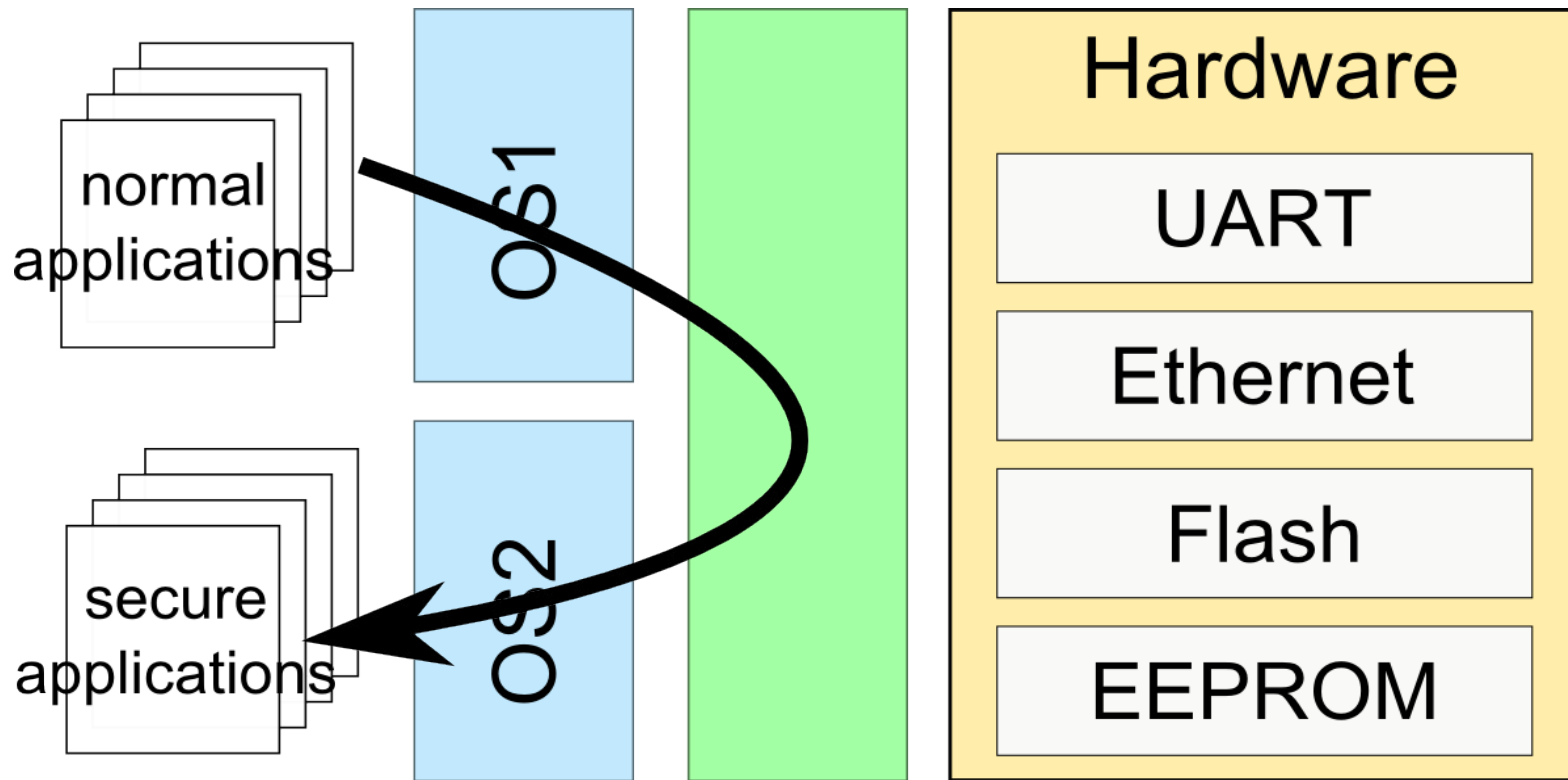 normal
applications
OS1
secure
applications
OS2
Hardware
UART
Ethernet
Flash
EEPROM